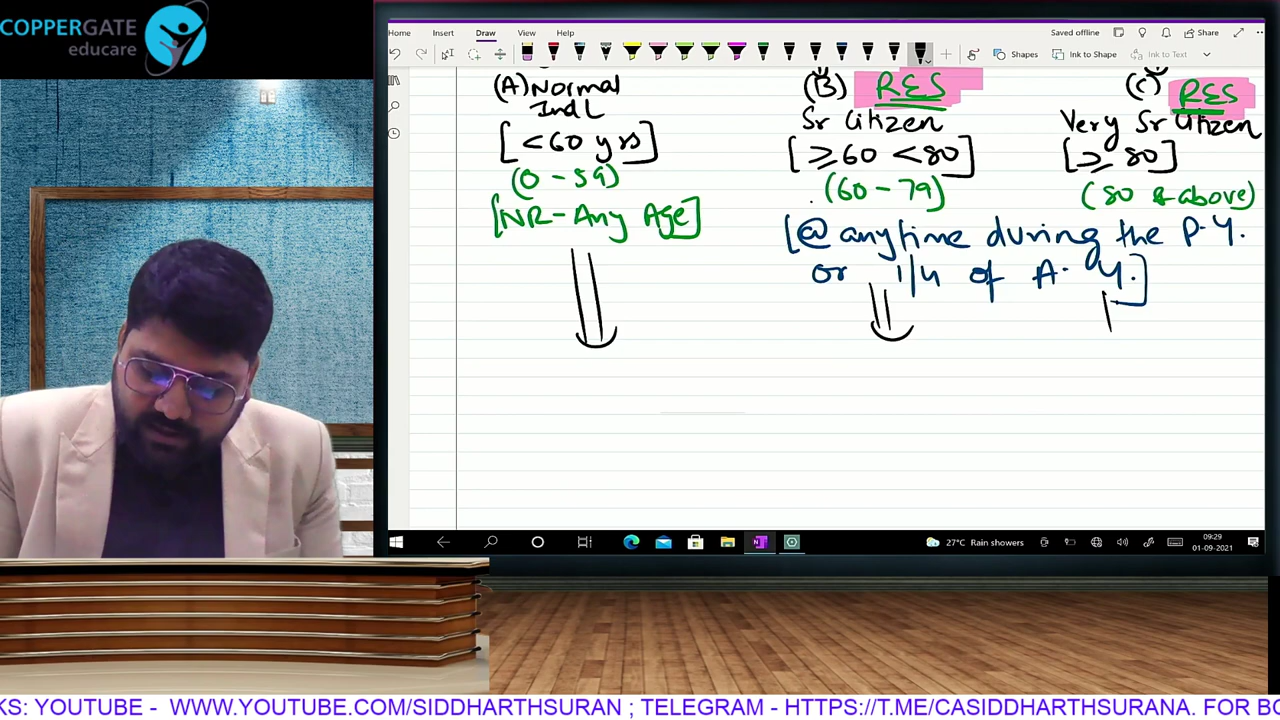 COPPERGATE
educare
Home Insert Draw View Help
Saved offline
Share
Shapes
Ink to Shape
Ink to Text
(A) Normal
Indl
[<60 yrs]
(0 - 59)
[NR - Any Age]
(B) RES
Sr Citizen
[≥60 <80]
(60 - 79)
(C) RES
Very Sr Citizen
[≥ 80]
(80 & above)
[@ anytime during the P.Y.
or 1/4 of A.Y.]
27°C Rain showers
09:29
01-09-2021
KS: YOUTUBE - WWW.YOUTUBE.COM/SIDDHARTHSURAN ; TELEGRAM - HTTPS://T.ME/CASIDDHARTHSURANA. FOR BO